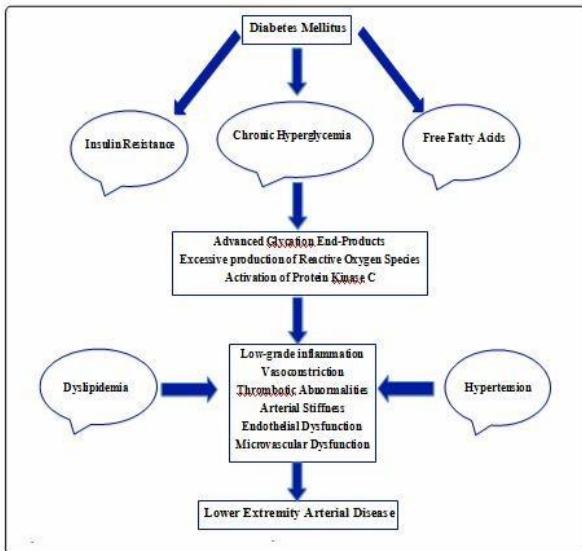 Diabetes Mellitus
Insulin Resistance
Chronic Hyperglycemia
Free Fatty Acids
Advanced Glycation End-Products
Excessive production of Reactive Oxygen Species
Activation of Protein Kinase C
Low-grade inflammation
Vasoconstriction
Thrombotic Abnormalities
Arterial Stiffness
Endothelial Dysfunction
Microvascular Dysfunction
Dyslipidemia
Hypertension
Lower Extremity Arterial Disease